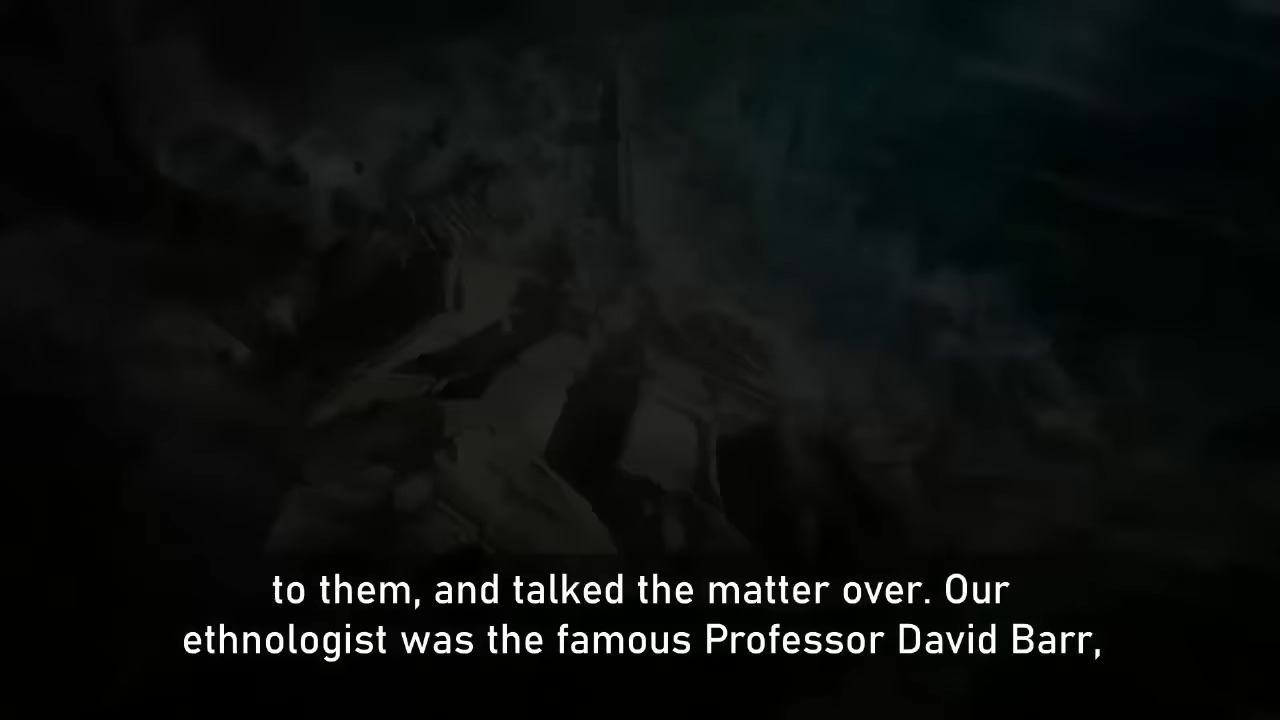 to them, and talked the matter over. Our
ethnologist was the famous Professor David Barr,